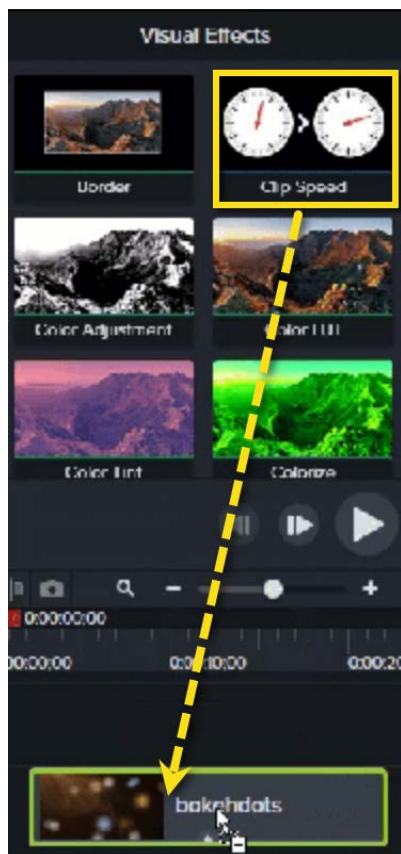 Visual Effects
Border
Clip Speed
Color Adjustment
Color LUT
Color Tint
Colorize
0:00:00;00
00:00;00
0:00:10;00
0:00:20
bokehdots